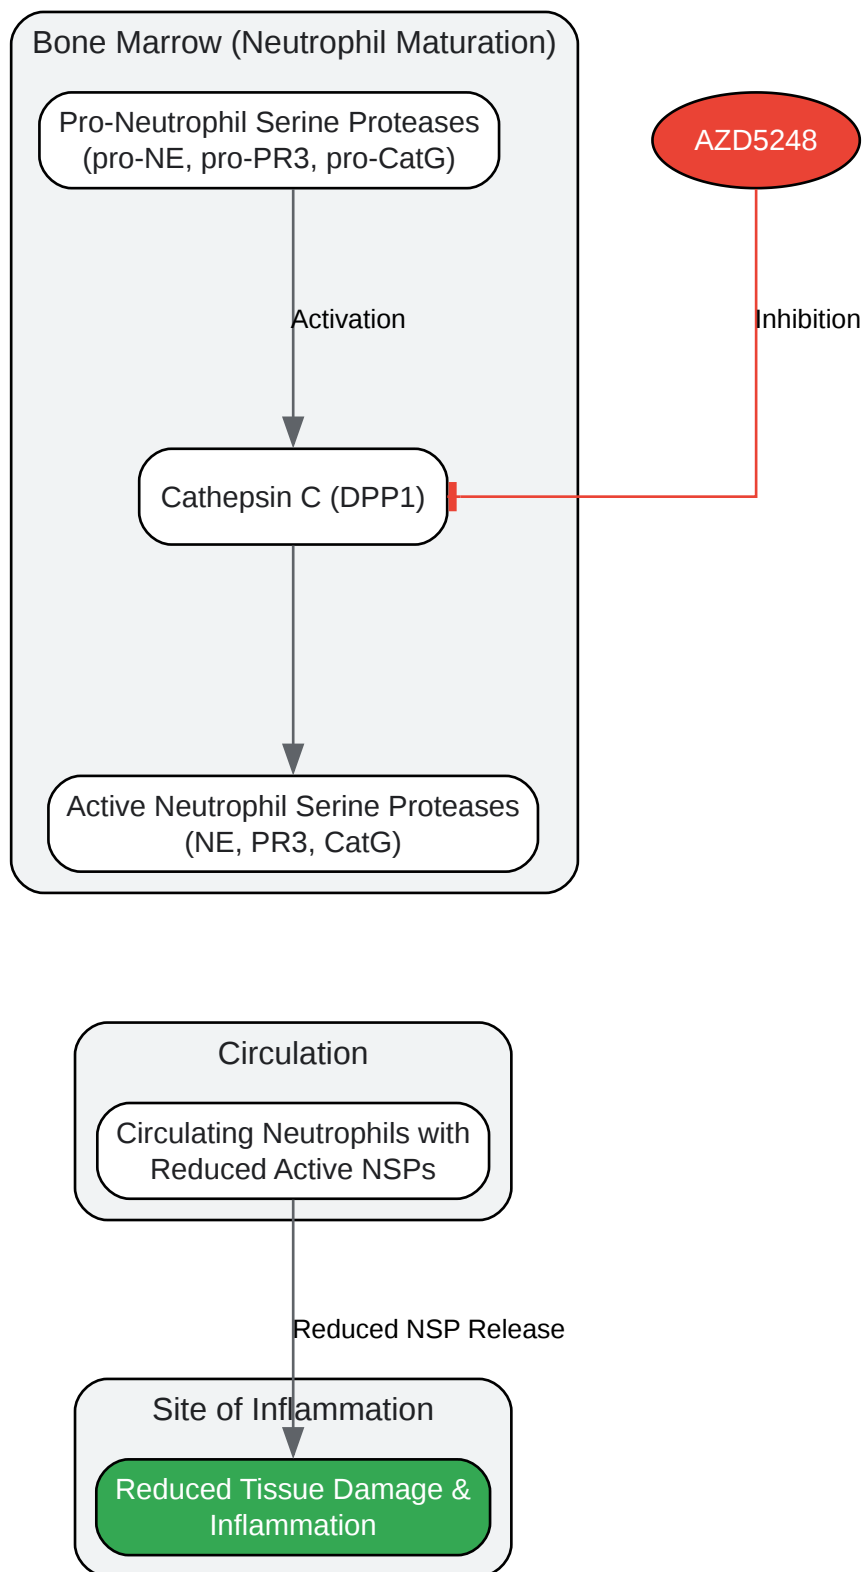 Bone Marrow (Neutrophil Maturation)
Pro-Neutrophil Serine Proteases
(pro-NE, pro-PR3, pro-CatG)
AZD5248
Activation
Inhibition
Cathepsin C (DPP1)
Active Neutrophil Serine Proteases
(NE, PR3, CatG)
Circulation
Circulating Neutrophils with
Reduced Active NSPs
Reduced NSP Release
Site of Inflammation
Reduced Tissue Damage &
Inflammation